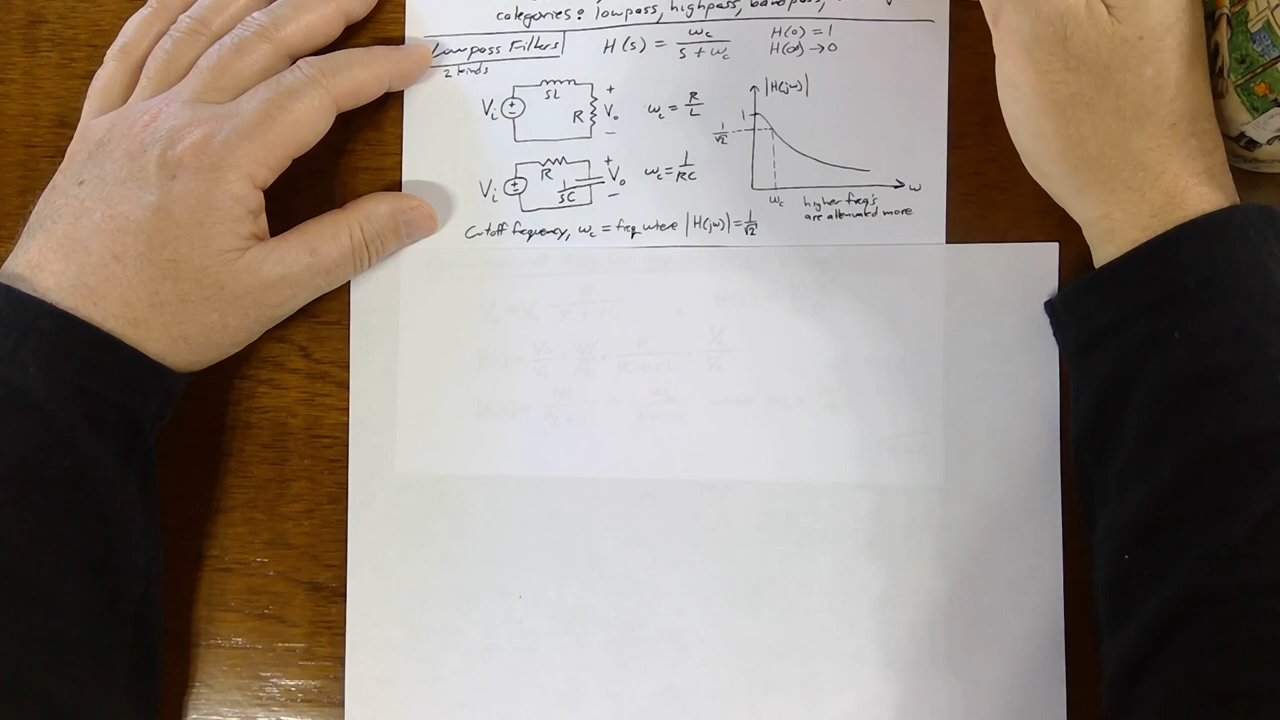 categories: lowpass, highpass, bandpass,
Lowpass Filters
2 kinds
H(s) = ωc / (s + ωc)
H(0) = 1
H(∞) → 0
Vi
sL
R
+
Vo
−
ωc = R/L
Vi
R
1/sC
+
Vo
−
ωc = 1/RC
|H(jω)|
1
1/√2
ωc
ω
higher freq's
are attenuated more
Cutoff frequency, ωc = freq where |H(jω)| = 1/√2